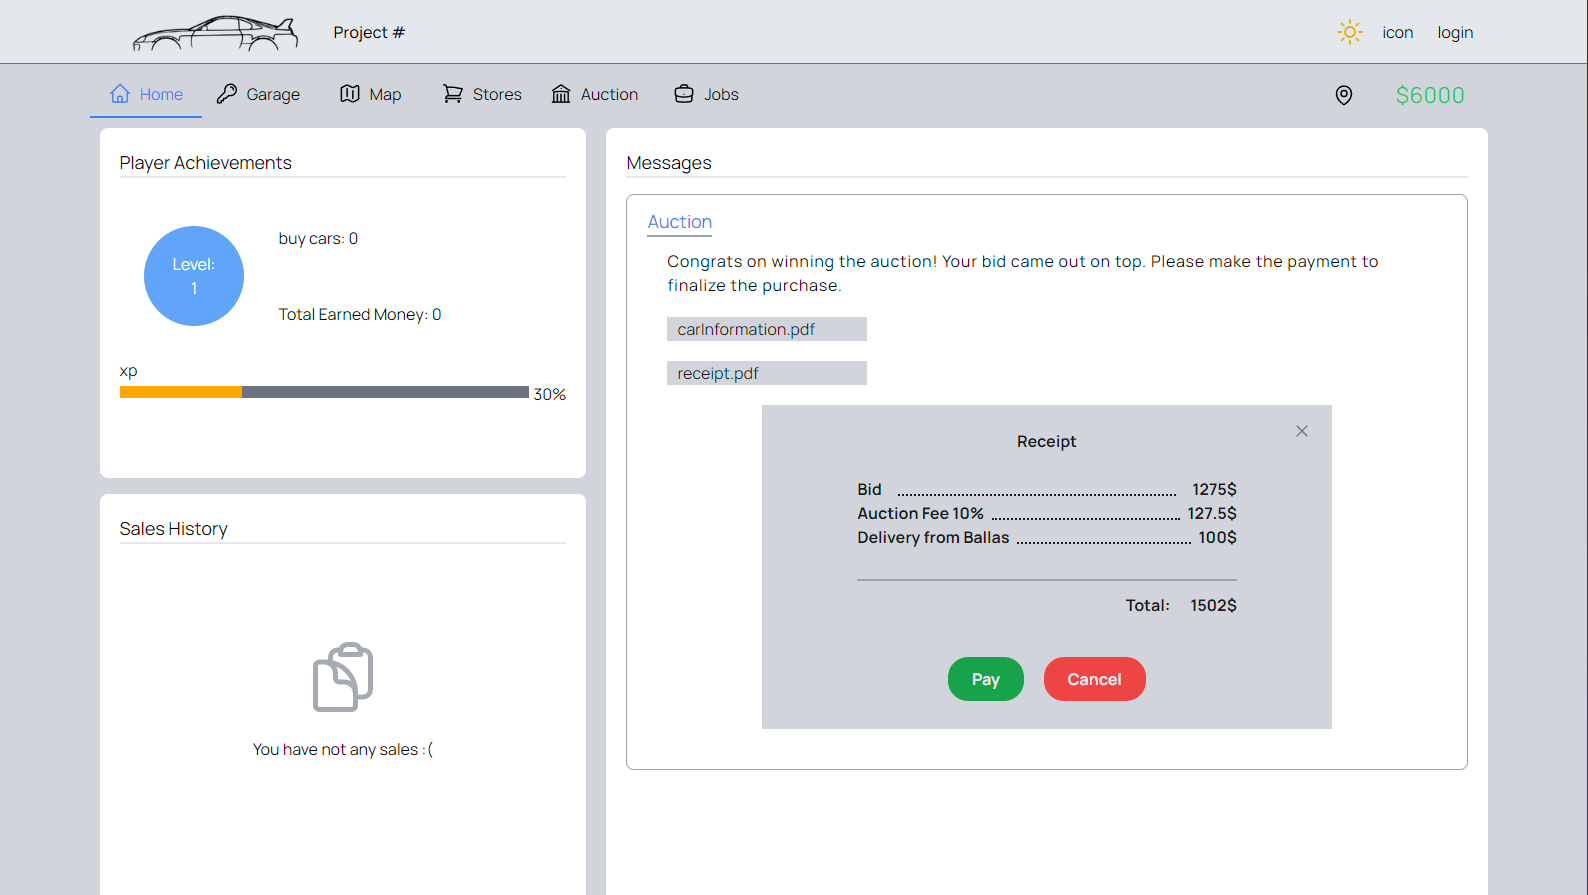 Project #
icon
login
Home
Garage
Map
Stores
Auction
Jobs
$6000
Player Achievements
Level:
1
buy cars: 0
Total Earned Money: 0
xp
30%
Sales History
You have not any sales :(
Messages
Auction
Congrats on winning the auction! Your bid came out on top. Please make the payment to
finalize the purchase.
carInformation.pdf
receipt.pdf
Receipt
Bid 1275$
Auction Fee 10% 127.5$
Delivery from Ballas 100$
Total: 1502$
Pay
Cancel